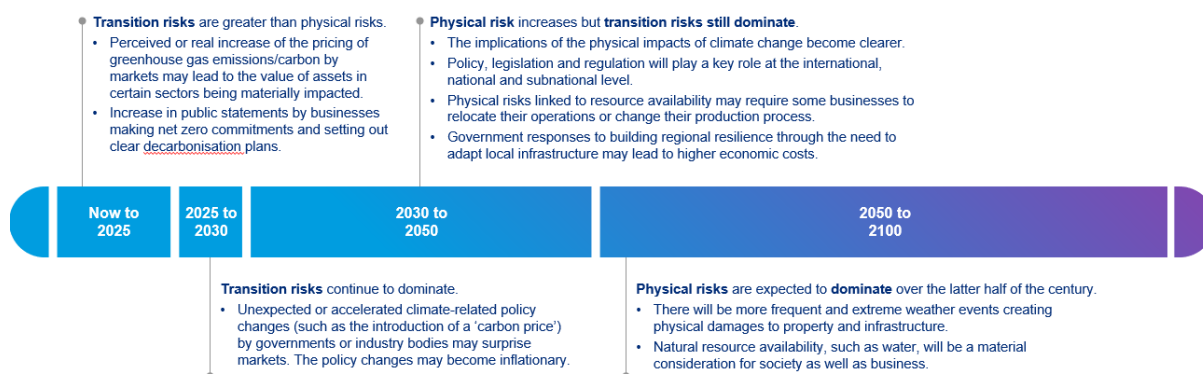 Transition risks are greater than physical risks.
• Perceived or real increase of the pricing of
greenhouse gas emissions/carbon by
markets may lead to the value of assets in
certain sectors being materially impacted.
• Increase in public statements by businesses
making net zero commitments and setting out
clear decarbonisation plans.
Physical risk increases but transition risks still dominate.
• The implications of the physical impacts of climate change become clearer.
• Policy, legislation and regulation will play a key role at the international,
national and subnational level.
• Physical risks linked to resource availability may require some businesses to
relocate their operations or change their production process.
• Government responses to building regional resilience through the need to
adapt local infrastructure may lead to higher economic costs.
Now to
2025
2025 to
2030
2030 to
2050
2050 to
2100
Transition risks continue to dominate.
• Unexpected or accelerated climate-related policy
changes (such as the introduction of a ‘carbon price’)
by governments or industry bodies may surprise
markets. The policy changes may become inflationary.
Physical risks are expected to dominate over the latter half of the century.
• There will be more frequent and extreme weather events creating
physical damages to property and infrastructure.
• Natural resource availability, such as water, will be a material
consideration for society as well as business.